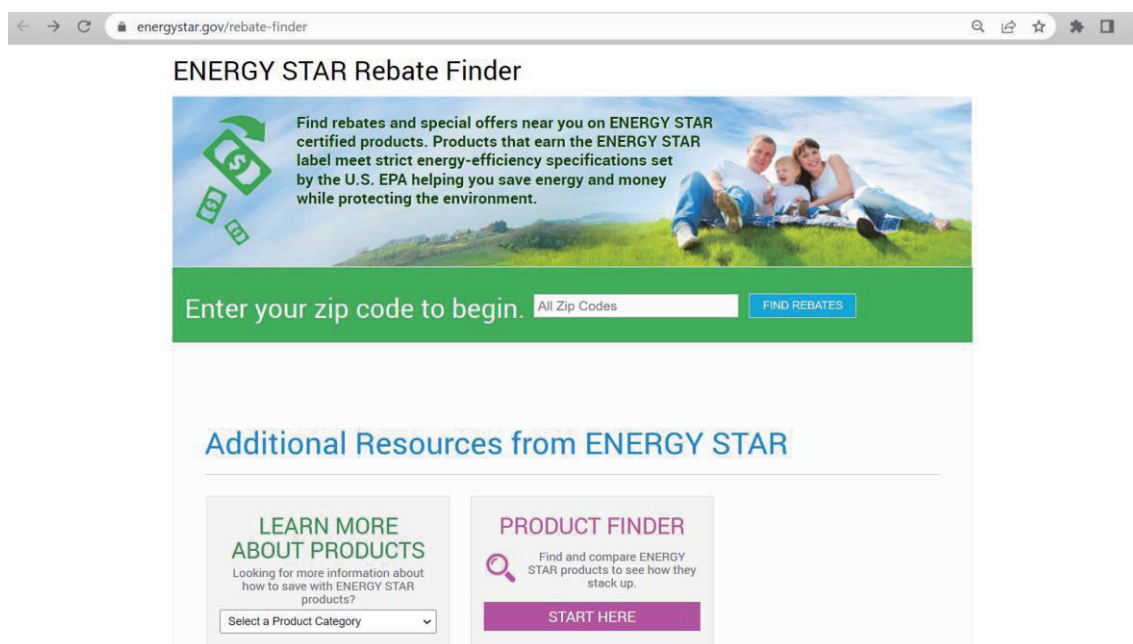 energystar.gov/rebate-finder
ENERGY STAR Rebate Finder
Find rebates and special offers near you on ENERGY STAR
certified products. Products that earn the ENERGY STAR
label meet strict energy-efficiency specifications set
by the U.S. EPA helping you save energy and money
while protecting the environment.
Enter your zip code to begin. All Zip Codes FIND REBATES
Additional Resources from ENERGY STAR
LEARN MORE
ABOUT PRODUCTS
Looking for more information about
how to save with ENERGY STAR
products?
Select a Product Category
PRODUCT FINDER
Find and compare ENERGY
STAR products to see how they
stack up.
START HERE